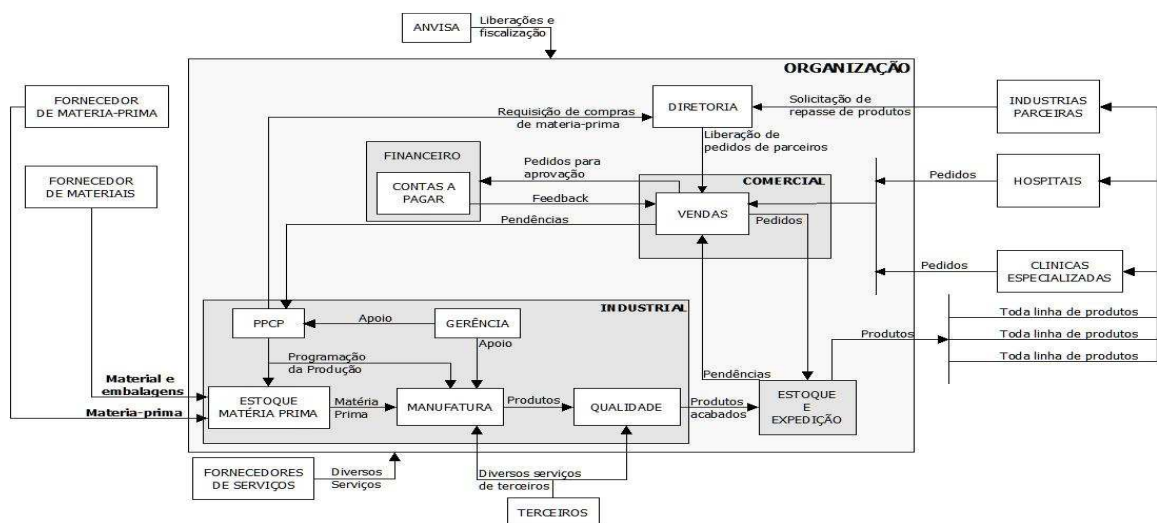 ANVISA
Liberações e
fiscalização
ORGANIZAÇÃO
FORNECEDOR
DE MATERIA-PRIMA
Requisição de compras
de materia-prima
DIRETORIA
Solicitação de
repasse de produtos
INDUSTRIAS
PARCEIRAS
Liberação de
pedidos de parceiros
FORNECEDOR
DE MATERIAIS
FINANCEIRO
Pedidos para
aprovação
COMERCIAL
CONTAS A
PAGAR
Feedback
VENDAS
Pedidos
Pedidos
HOSPITAIS
Pendências
Pedidos
CLINICAS
ESPECIALIZADAS
INDUSTRIAL
PPCP
Apoio
GERÊNCIA
Apoio
Programação
da Produção
Produtos
Toda linha de produtos
Toda linha de produtos
Toda linha de produtos
Material e
embalagens
Materia-prima
ESTOQUE
MATÉRIA PRIMA
Matéria
Prima
MANUFATURA
Produtos
QUALIDADE
Produtos
acabados
Pendências
ESTOQUE
E
EXPEDIÇÃO
FORNECEDORES
DE SERVIÇOS
Diversos
Serviços
Diversos serviços
de terceiros
TERCEIROS